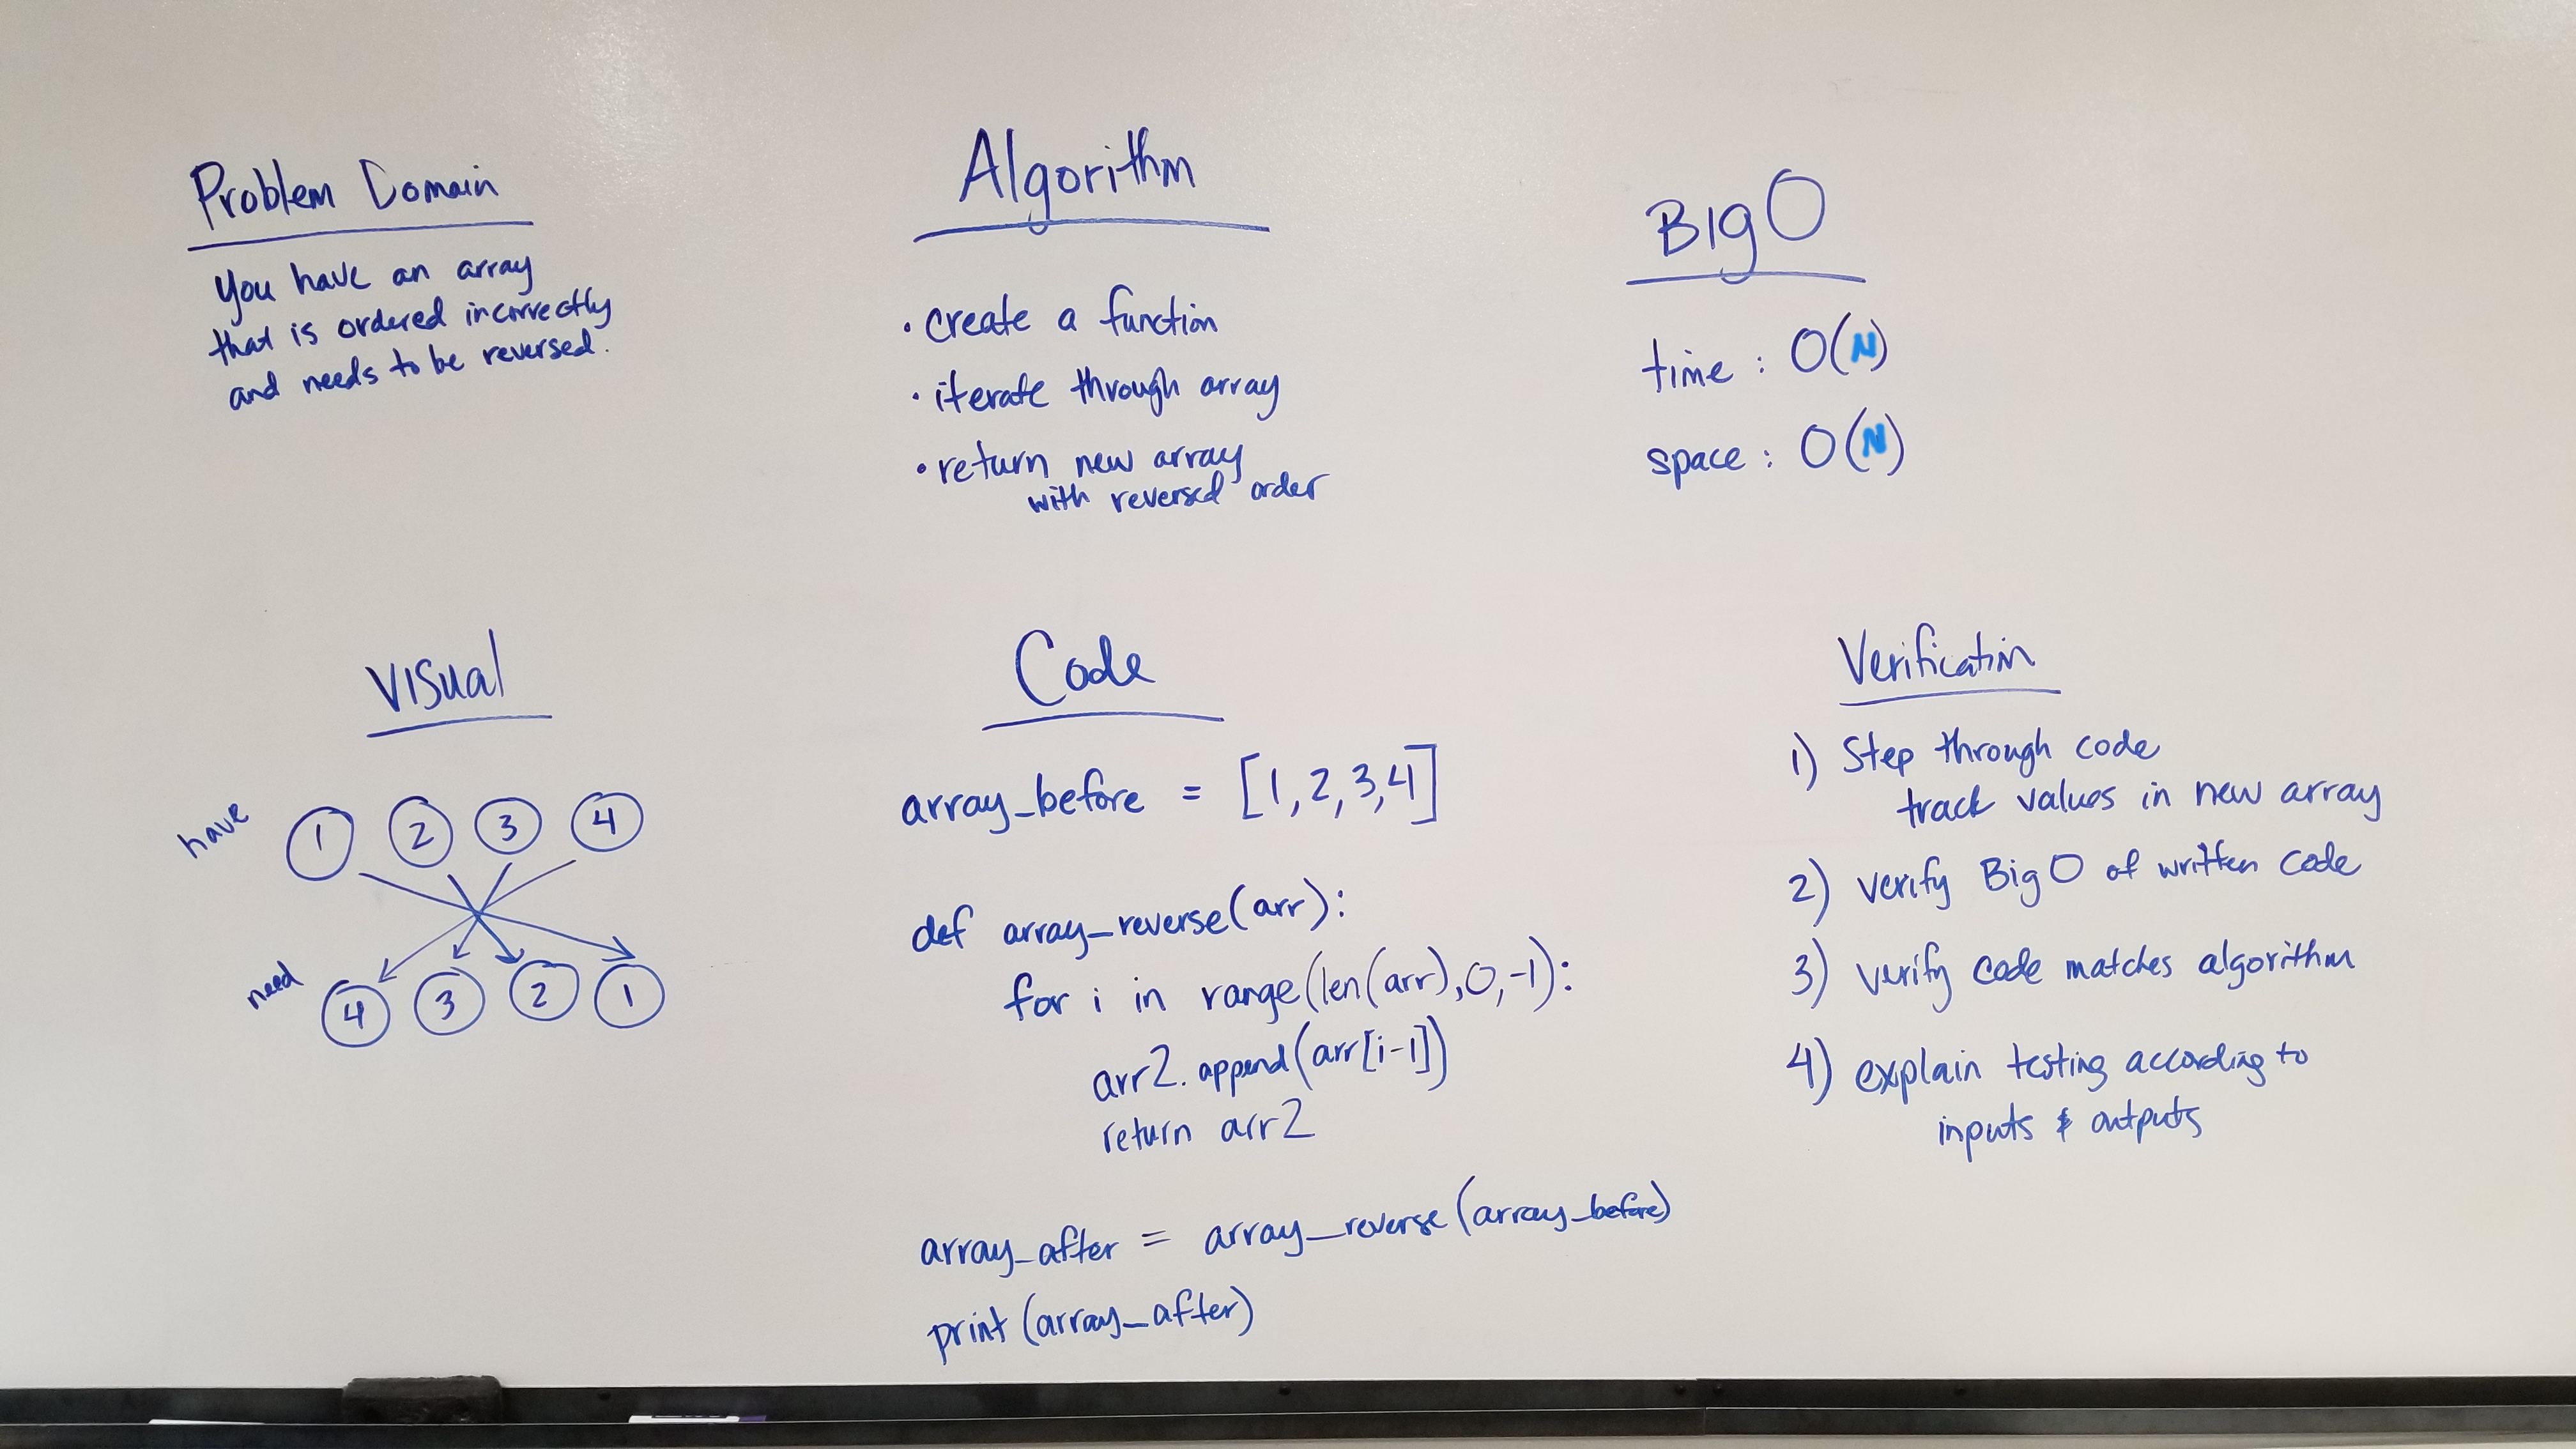 Problem Domain
You have an array
that is ordered incorrectly
and needs to be reversed.
Algorithm
• create a function
• iterate through array
• return new array
with reversed order
Big O
time : O(N)
space : O(N)
Visual
have
1 2 3 4
need
4 3 2 1
Code
array_before = [1,2,3,4]
def array_reverse(arr):
for i in range(len(arr),0,-1):
arr2.append(arr[i-1])
return arr2
array_after = array_reverse(array_before)
print(array_after)
Verification
1) Step through code
track values in new array
2) verify Big O of written code
3) verify code matches algorithm
4) explain testing according to
inputs & outputs